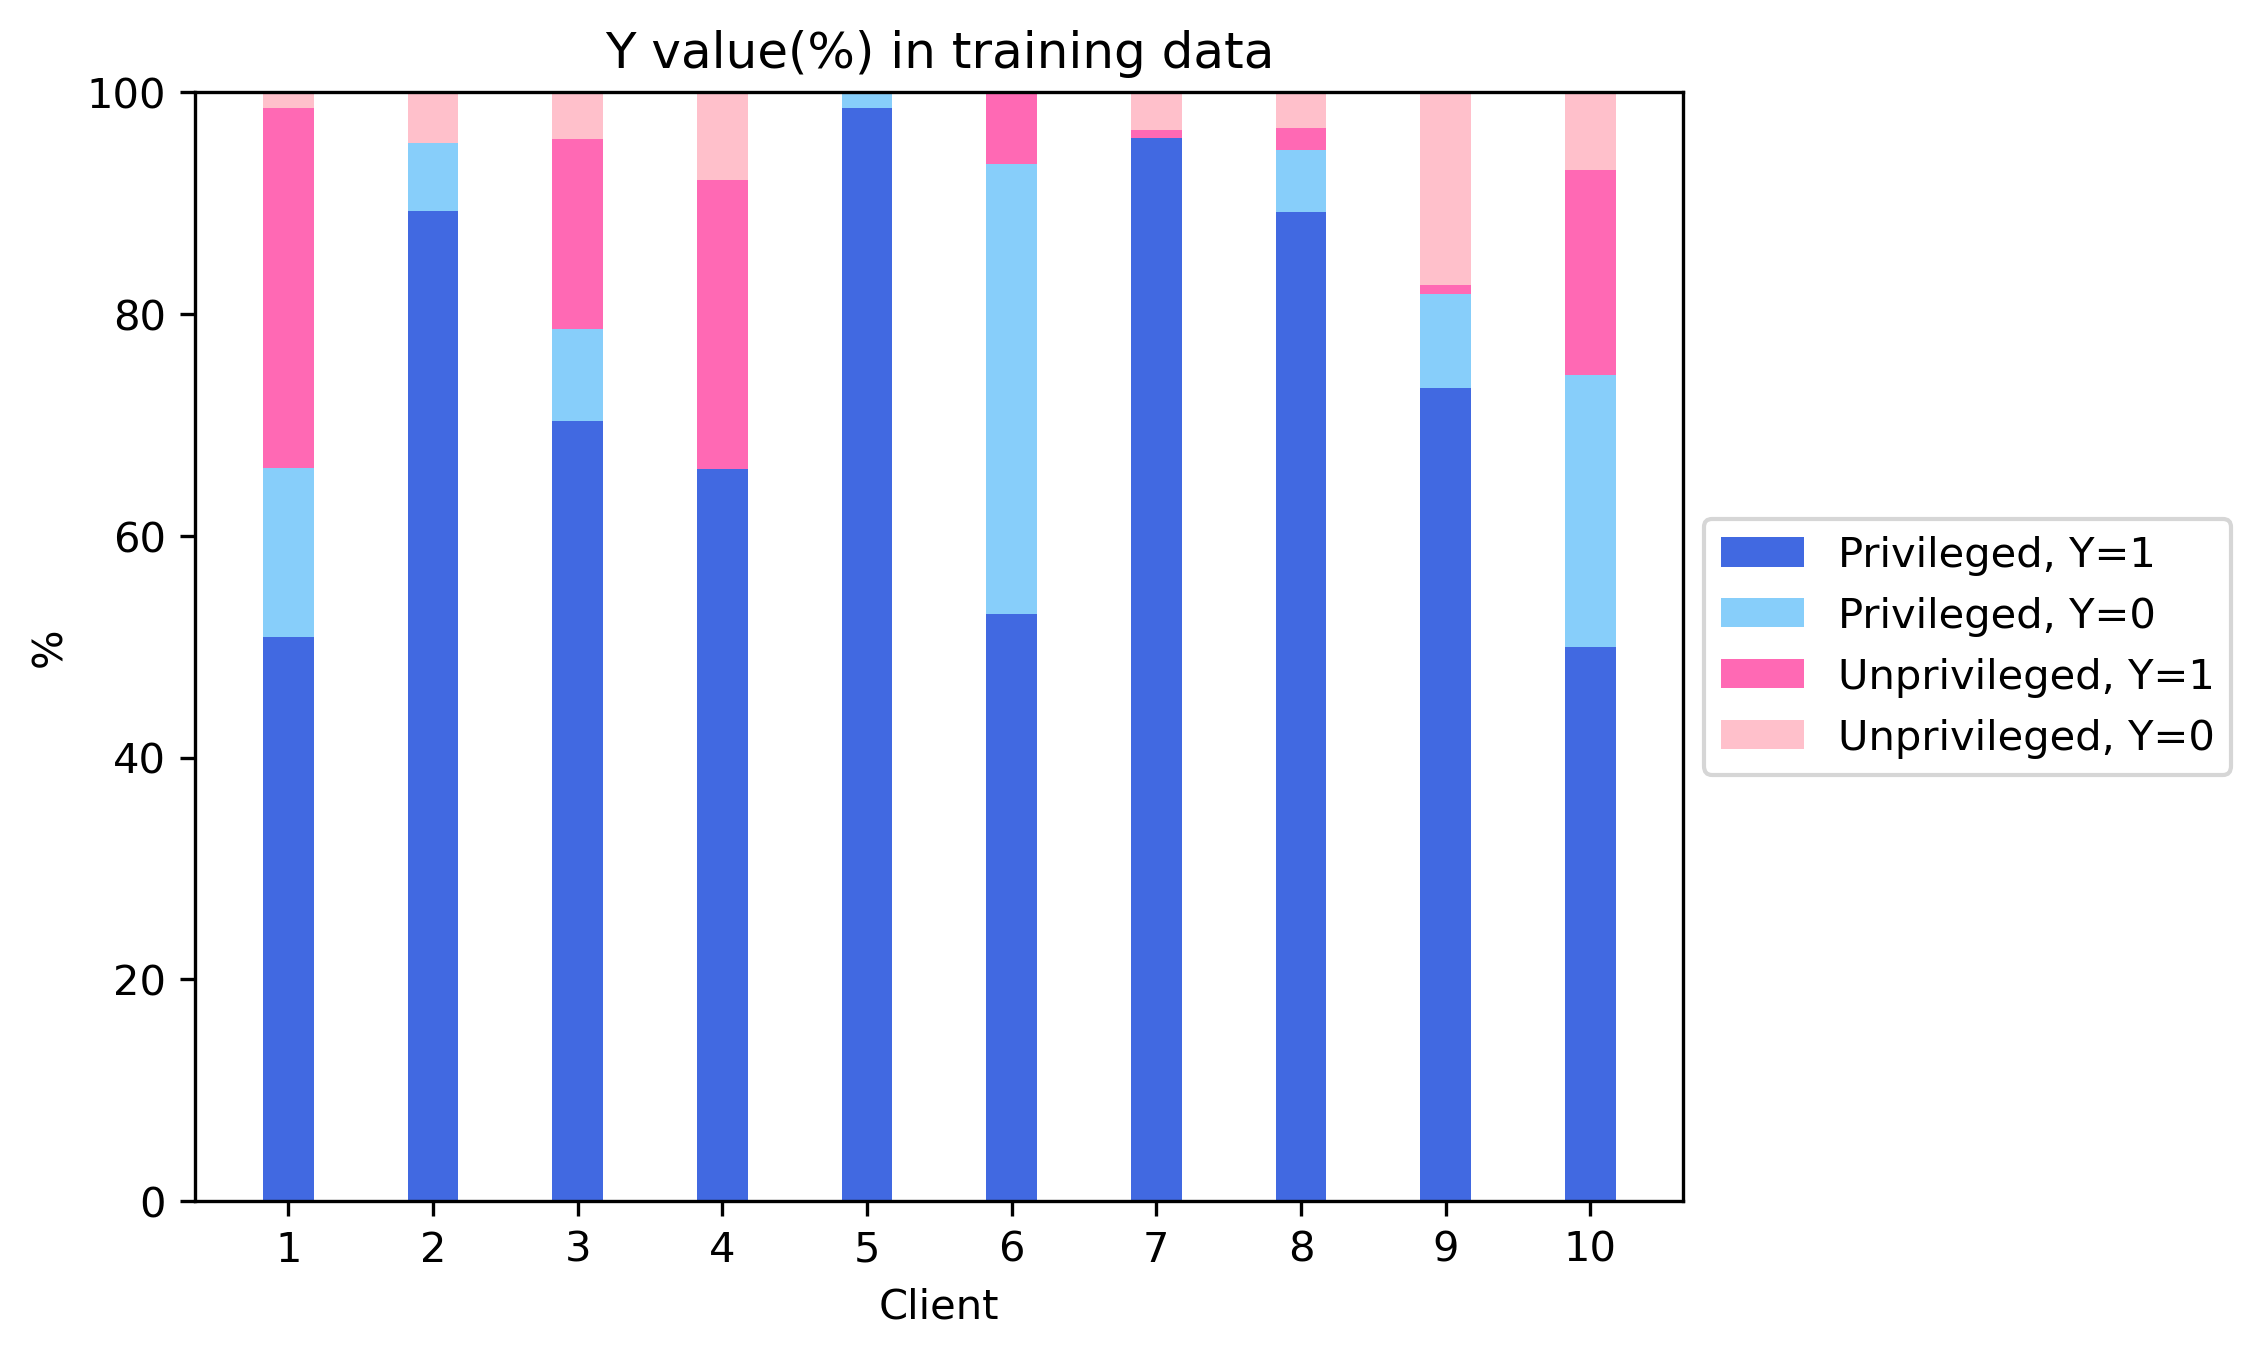 Y value(%) in training data
100
80
60
40
20
0
%
1 2 3 4 5 6 7 8 9 10
Client
Privileged, Y=1
Privileged, Y=0
Unprivileged, Y=1
Unprivileged, Y=0